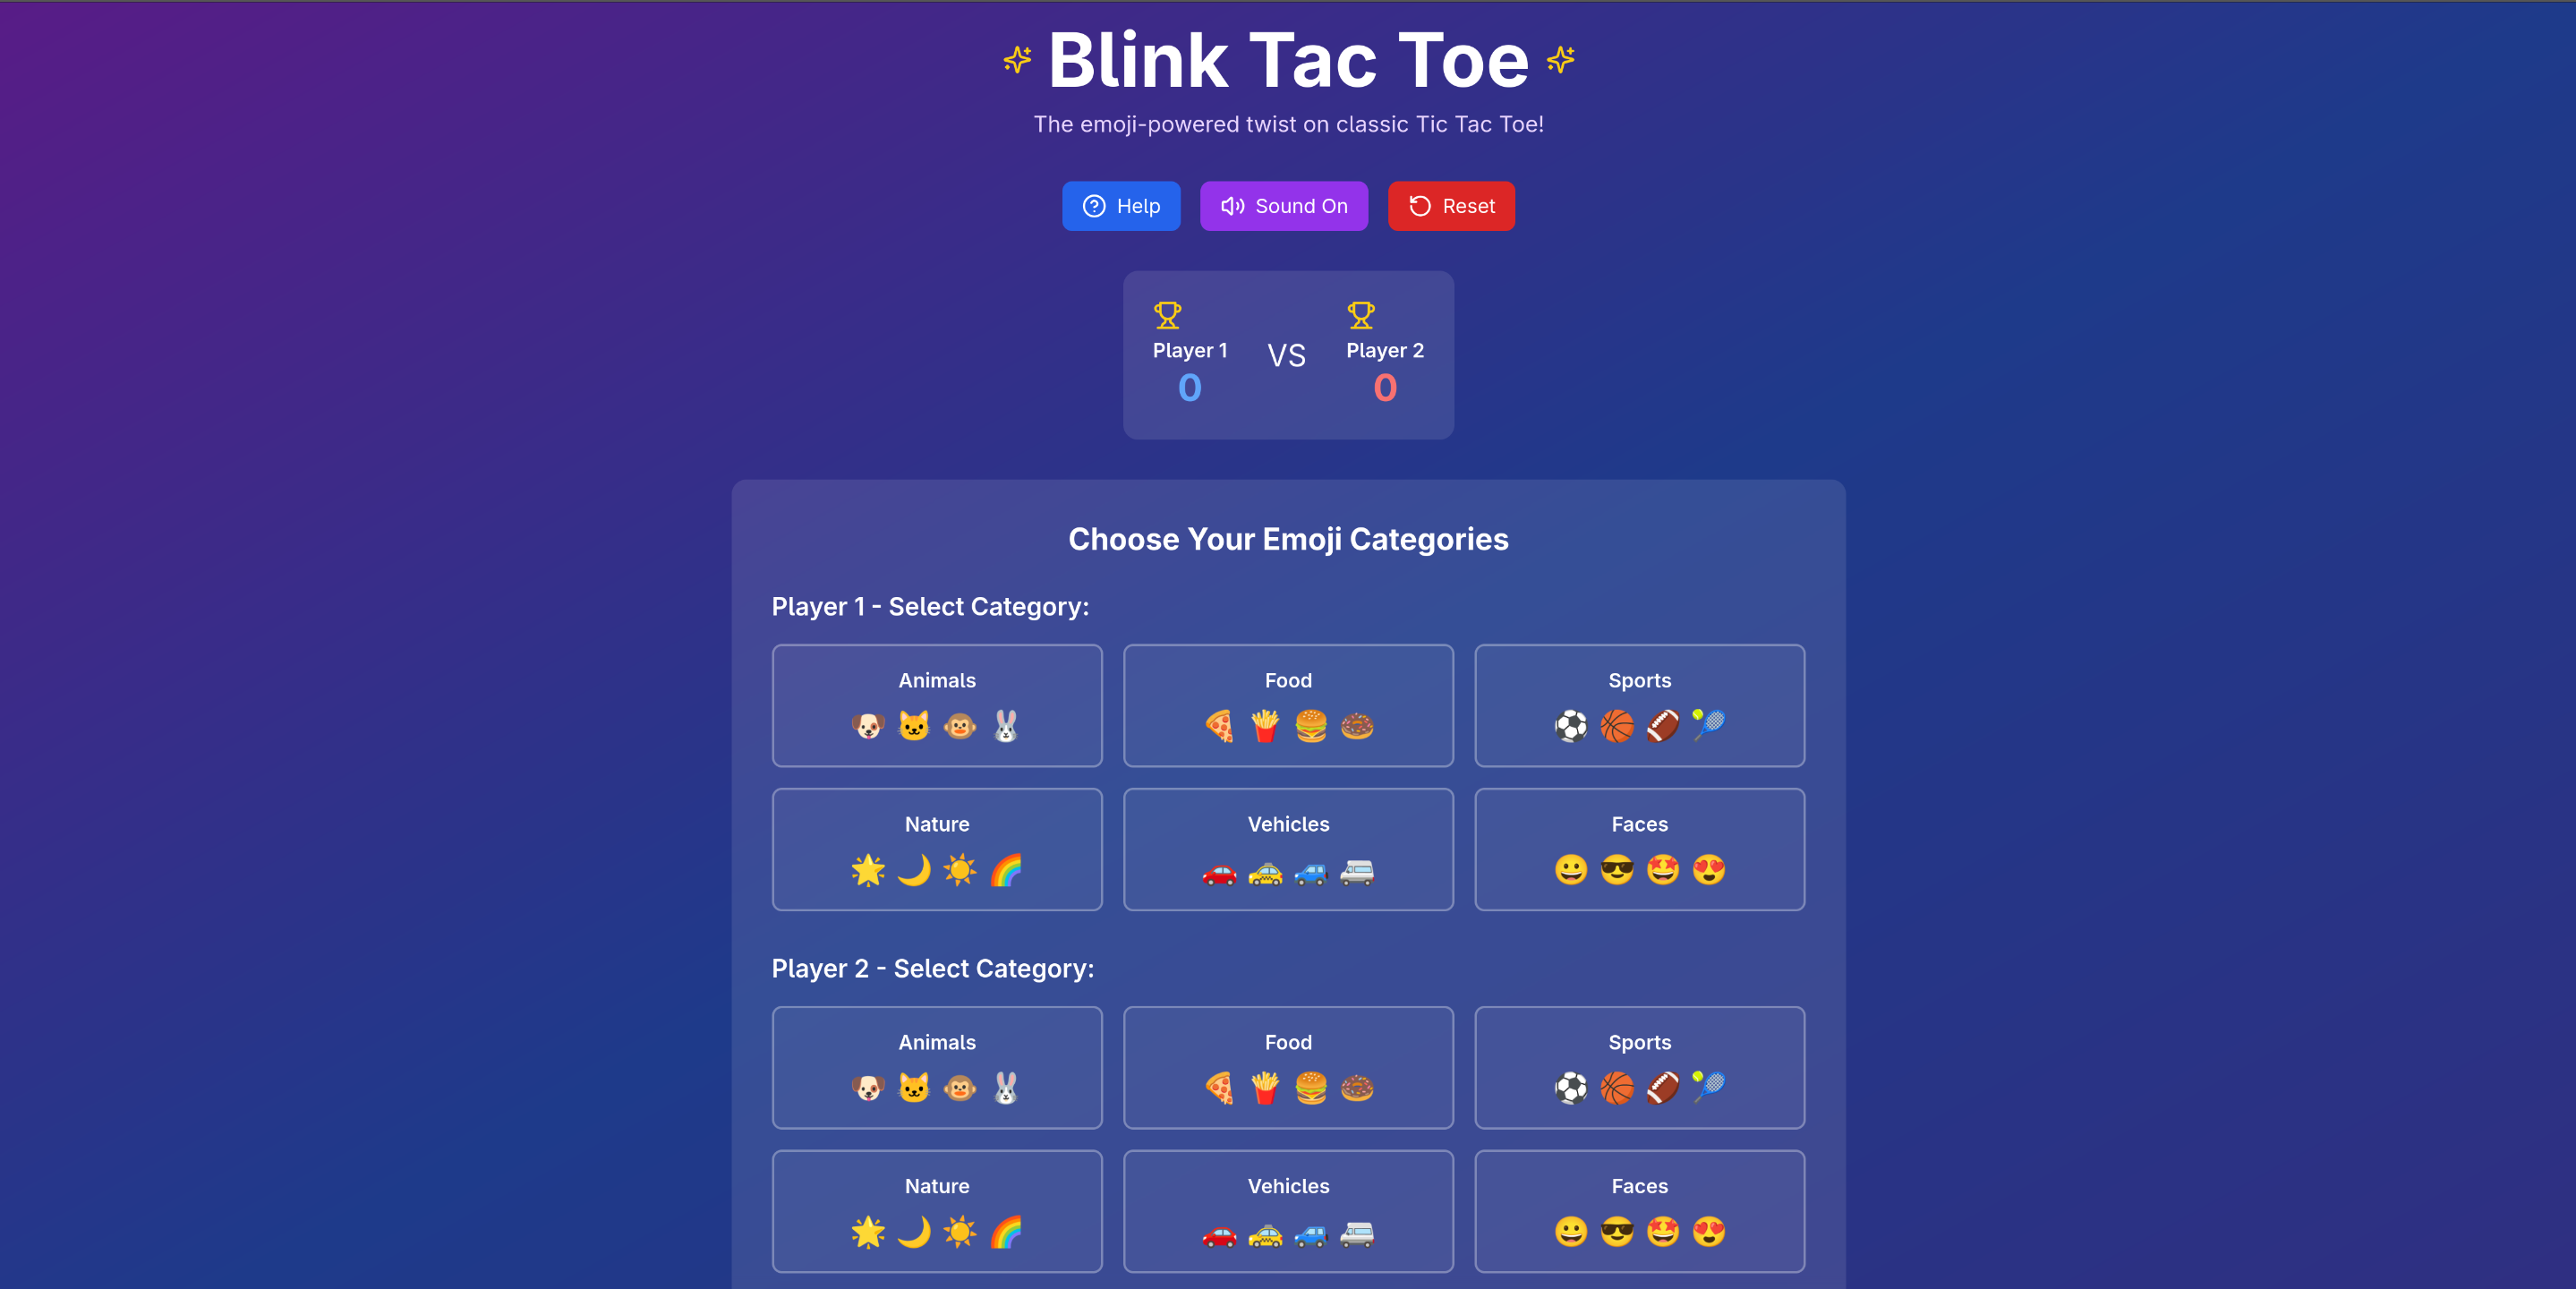 Blink Tac Toe
The emoji-powered twist on classic Tic Tac Toe!
Help
Sound On
Reset
Player 1
0
VS
Player 2
0
Choose Your Emoji Categories
Player 1 - Select Category:
Animals
Food
Sports
Nature
Vehicles
Faces
Player 2 - Select Category:
Animals
Food
Sports
Nature
Vehicles
Faces